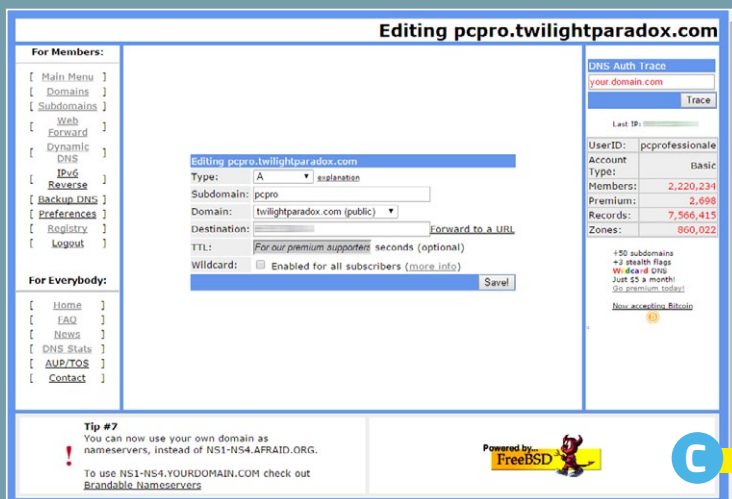 Editing pcpro.twilightparadox.com
For Members:
[ Main Menu ]
[ Domains ]
[ Subdomains ]
[ Web Forward ]
[ Dynamic DNS ]
[ IPv6 Reverse ]
[ Backup DNS ]
[ Preferences ]
[ Registry ]
[ Logout ]
For Everybody:
[ Home ]
[ FAQ ]
[ News ]
[ DNS Stats ]
[ AUP/TOS ]
[ Contact ]
Editing pcpro.twilightparadox.com
Type: A explanation
Subdomain: pcpro
Domain: twilightparadox.com (public)
Destination: Forward to a URL
TTL: For our premium supporters seconds (optional)
Wildcard: Enabled for all subscribers (more info)
Save!
DNS Auth Trace
your.domain.com
Trace
Last IP:
UserID: pcprofessionale
Account Type: Basic
Members: 2,220,234
Premium: 2,698
Records: 7,566,415
Zones: 860,022
+50 subdomains
+3 stealth flags
Wildcard DNS
Just $5 a month!
Go premium today!
Now accepting Bitcoin
Tip #7
! You can now use your own domain as
nameservers, instead of NS1-NS4.AFRAID.ORG.
To use NS1-NS4.YOURDOMAIN.COM check out
Brandable Nameservers
Powered by...
FreeBSD
C